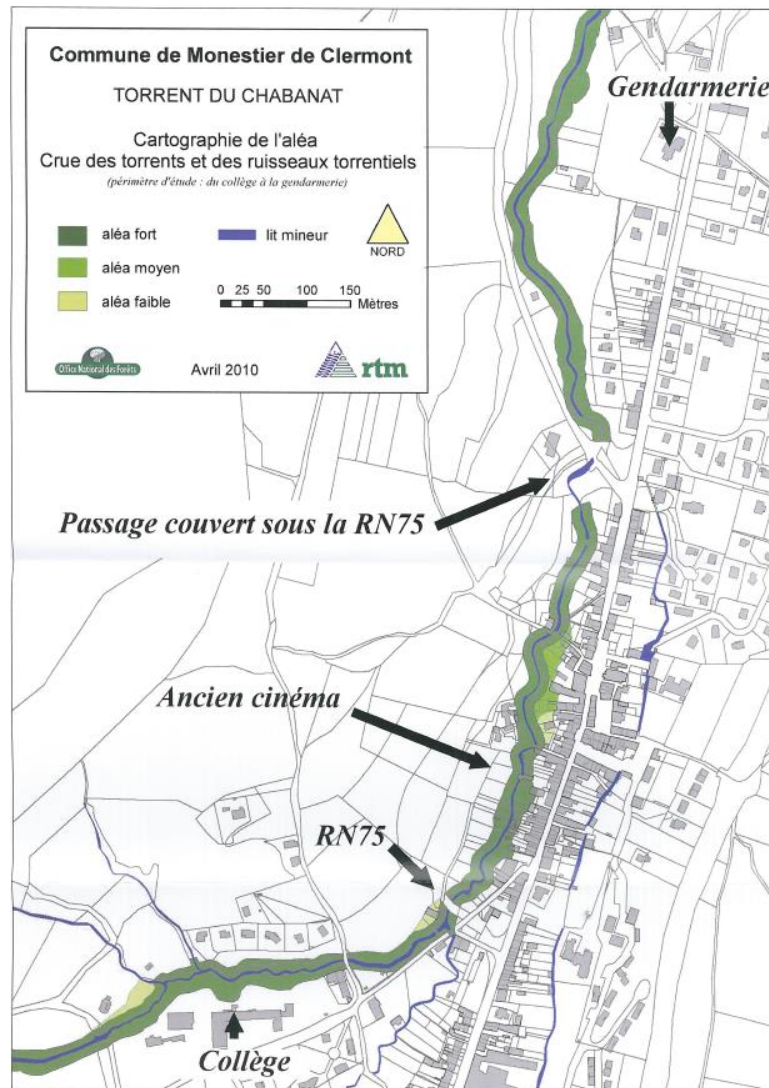 Commune de Monestier de Clermont
TORRENT DU CHABANAT
Cartographie de l'aléa
Crue des torrents et des ruisseaux torrentiels
(périmètre d'étude : du collège à la gendarmerie)
aléa fort
lit mineur
NORD
aléa moyen
aléa faible
0 25 50 100 150
Mètres
Office National des Forêts
Avril 2010
rtm
Gendarmerie
Passage couvert sous la RN75
Ancien cinéma
RN75
Collège